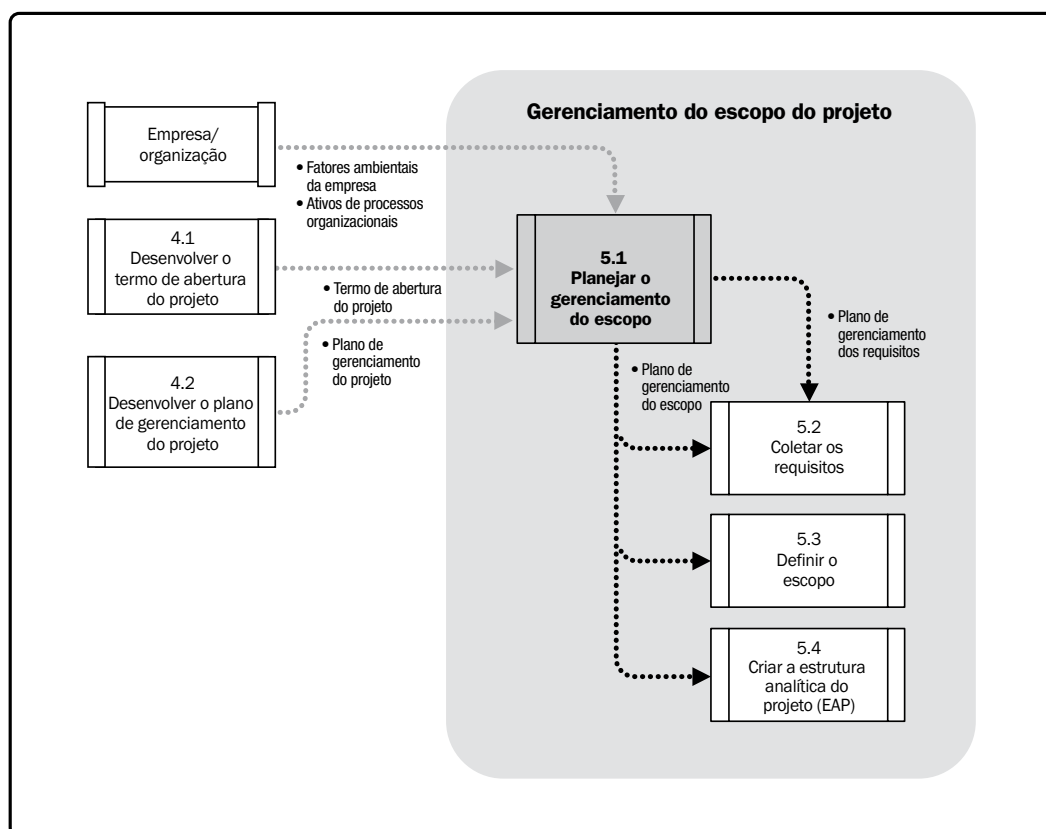 Gerenciamento do escopo do projeto
Empresa/
organização
• Fatores ambientais
da empresa
• Ativos de processos
organizacionais
4.1
Desenvolver o
termo de abertura
do projeto
• Termo de abertura
do projeto
4.2
Desenvolver o plano
de gerenciamento
do projeto
• Plano de
gerenciamento
do projeto
5.1
Planejar o
gerenciamento
do escopo
• Plano de
gerenciamento
dos requisitos
• Plano de
gerenciamento
do escopo
5.2
Coletar os
requisitos
5.3
Definir o
escopo
5.4
Criar a estrutura
analítica do
projeto (EAP)